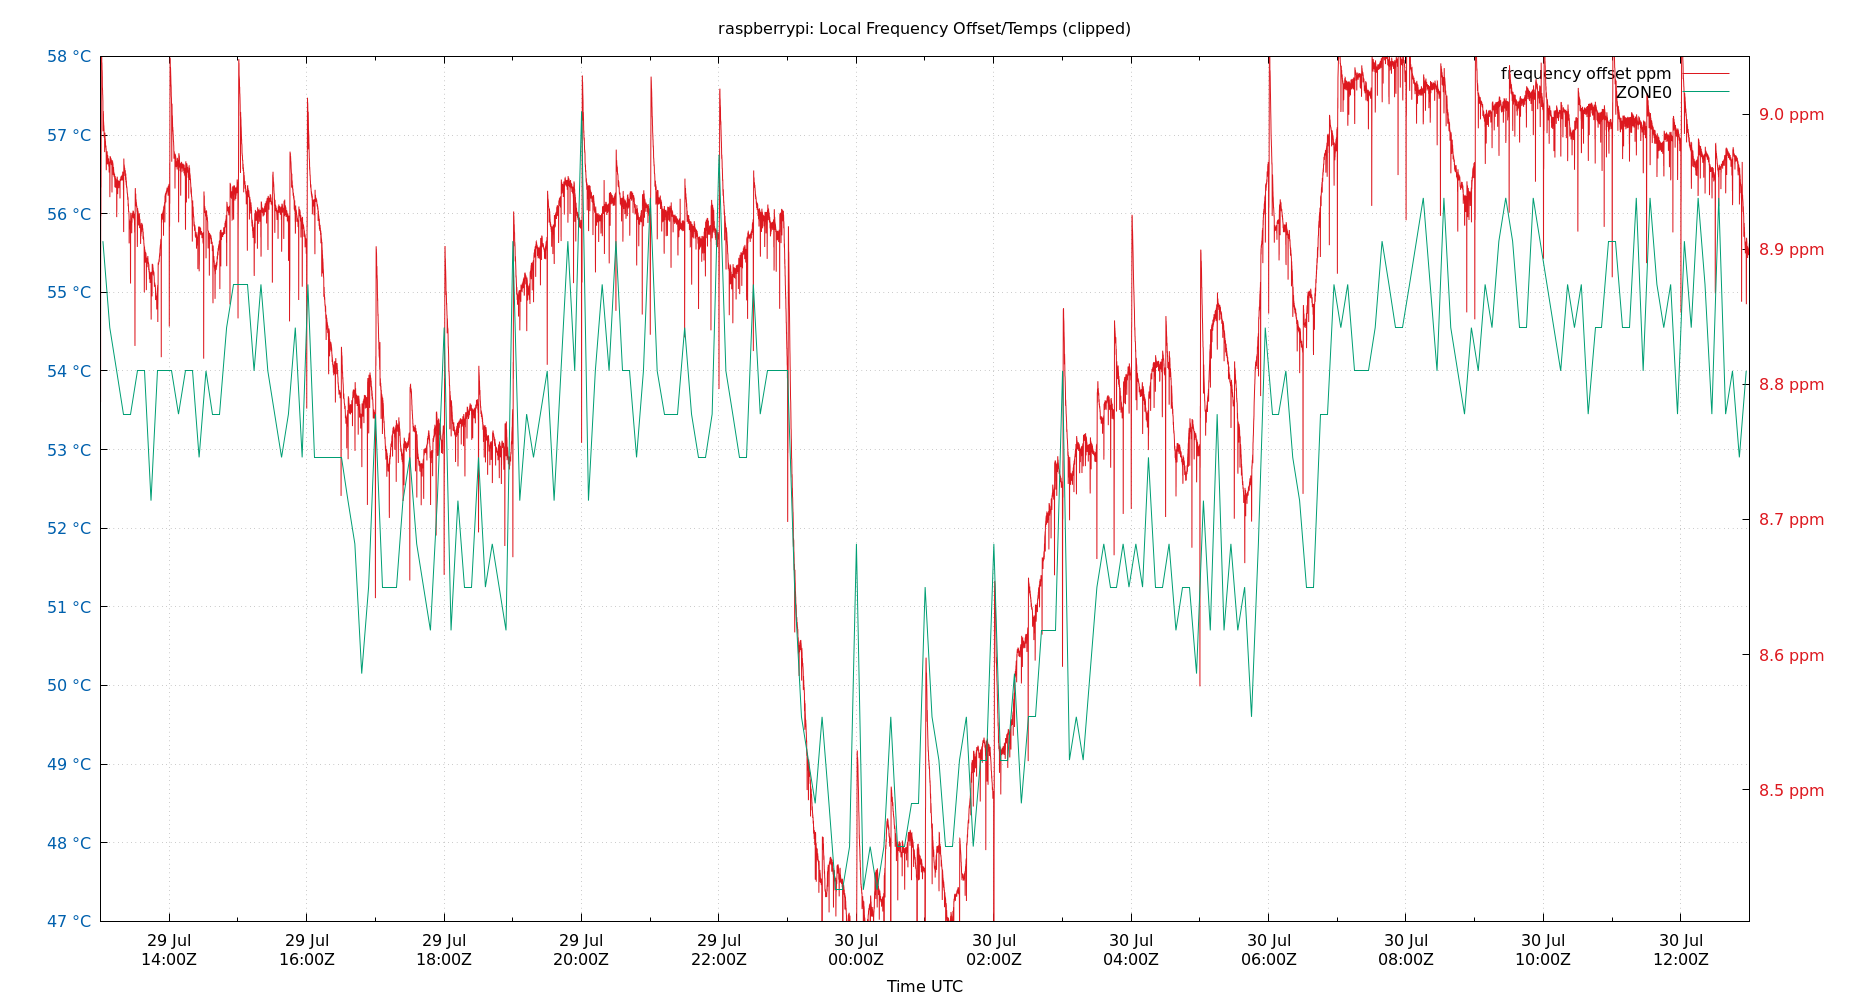 raspberrypi: Local Frequency Offset/Temps (clipped)
frequency offset ppm
ZONE0
58 °C
57 °C
56 °C
55 °C
54 °C
53 °C
52 °C
51 °C
50 °C
49 °C
48 °C
47 °C
9.0 ppm
8.9 ppm
8.8 ppm
8.7 ppm
8.6 ppm
8.5 ppm
29 Jul
14:00Z
29 Jul
16:00Z
29 Jul
18:00Z
29 Jul
20:00Z
29 Jul
22:00Z
30 Jul
00:00Z
30 Jul
02:00Z
30 Jul
04:00Z
30 Jul
06:00Z
30 Jul
08:00Z
30 Jul
10:00Z
30 Jul
12:00Z
Time UTC